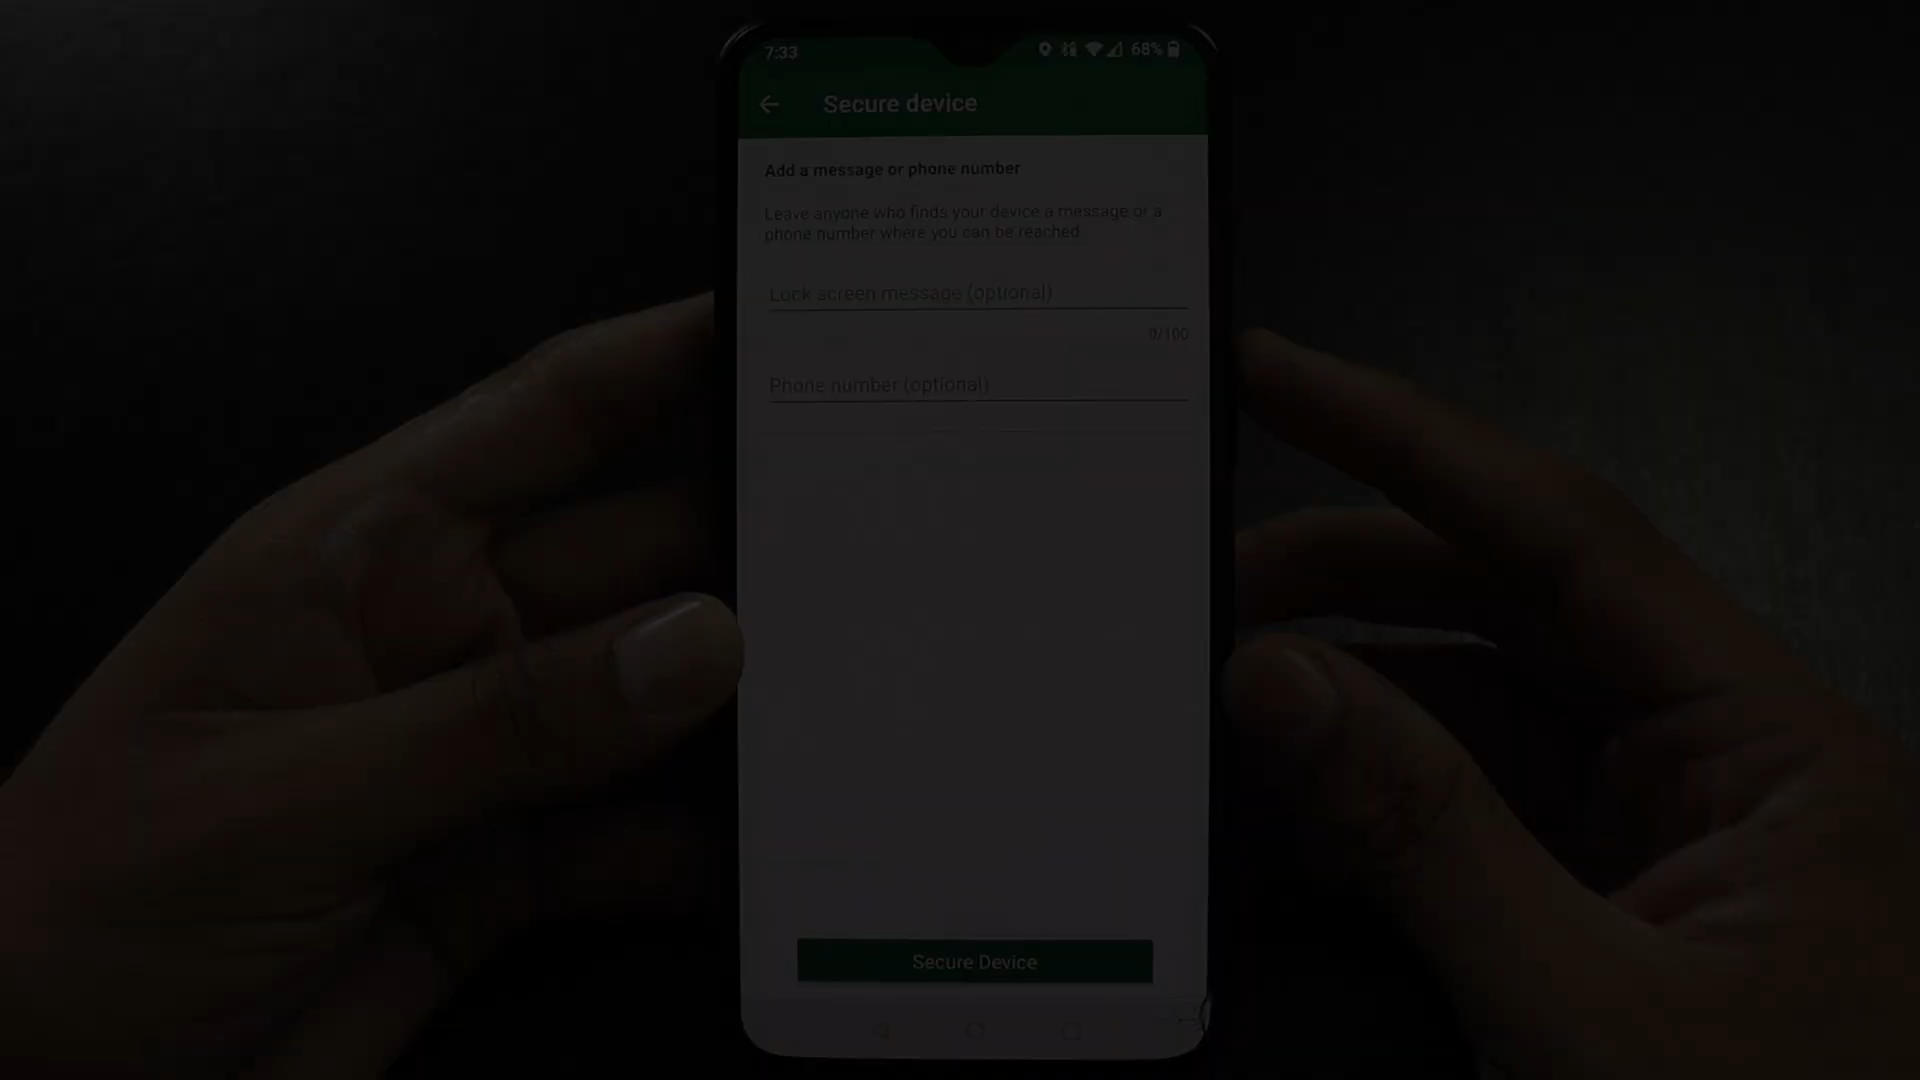 7:33
68%
Secure device
Add a message or phone number
Leave anyone who finds your device a message or a
phone number where you can be reached.
Lock screen message (optional)
0/100
Phone number (optional)
Secure Device